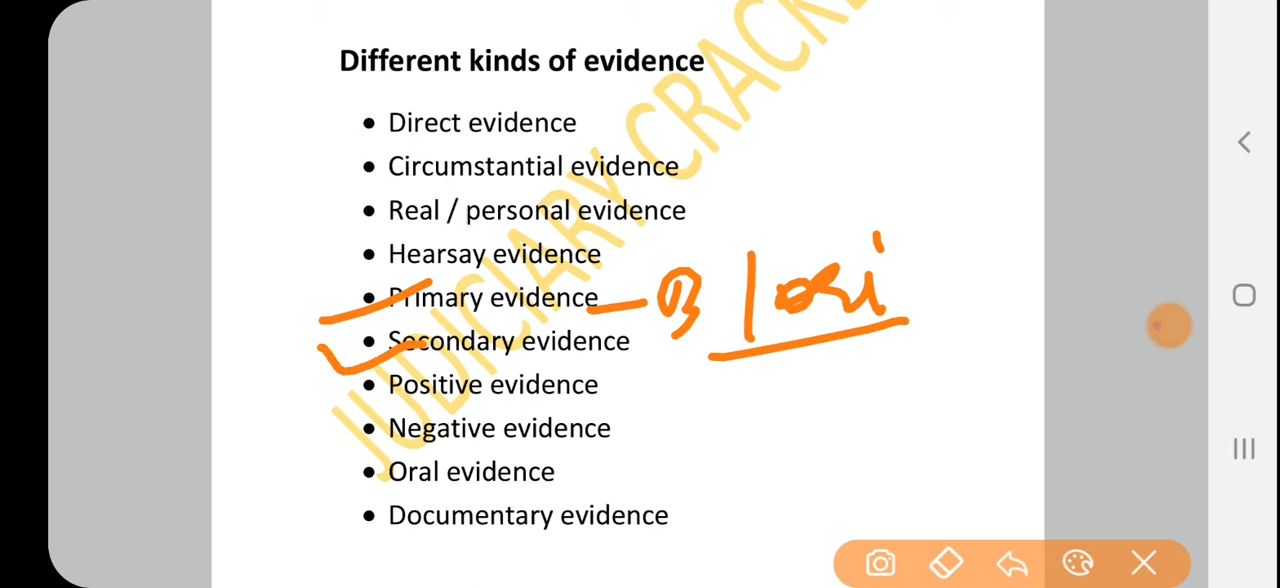 Different kinds of evidence
• Direct evidence
• Circumstantial evidence
• Real / personal evidence
• Hearsay evidence
• Primary evidence
• Secondary evidence
• Positive evidence
• Negative evidence
• Oral evidence
• Documentary evidence
JUDICIARY CRACKE